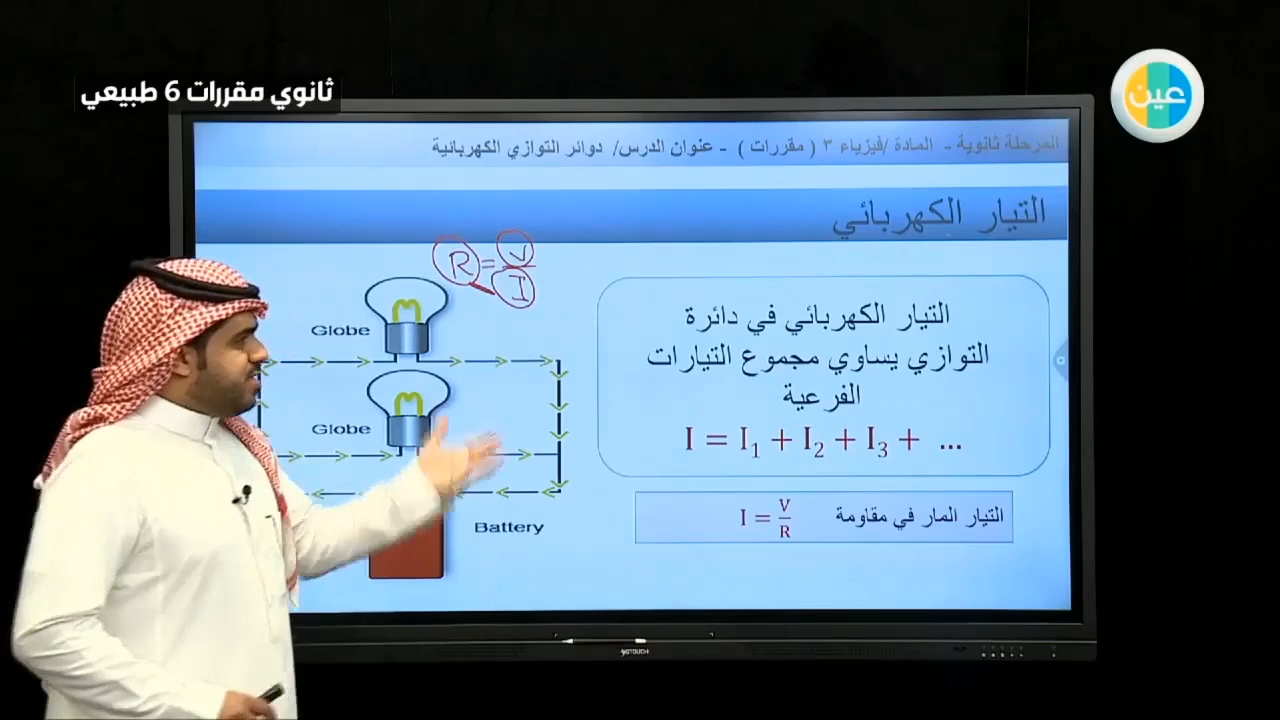 ثانوي مقررات 6 طبيعي
عين
المرحلة ثانوية - المادة /فيزياء ٣ ( مقررات ) - عنوان الدرس/ دوائر التوازي الكهربائية
التيار الكهربائي
R = V/I
Globe
Globe
Battery
التيار الكهربائي في دائرة
التوازي يساوي مجموع التيارات
الفرعية
I = I₁ + I₂ + I₃ + ...
التيار المار في مقاومة I = V/R